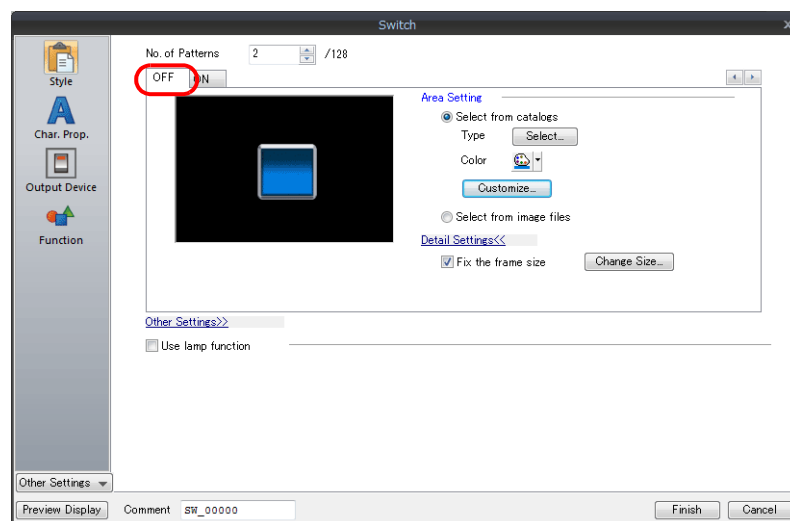 Switch
Style
Char. Prop.
Output Device
Function
Other Settings
No. of Patterns 2 /128
OFF ON
Area Setting
Select from catalogs
Type Select...
Color
Customize...
Select from image files
Detail Settings<<
Fix the frame size Change Size...
Other Settings>>
Use lamp function
Preview Display Comment SW_00000 Finish Cancel